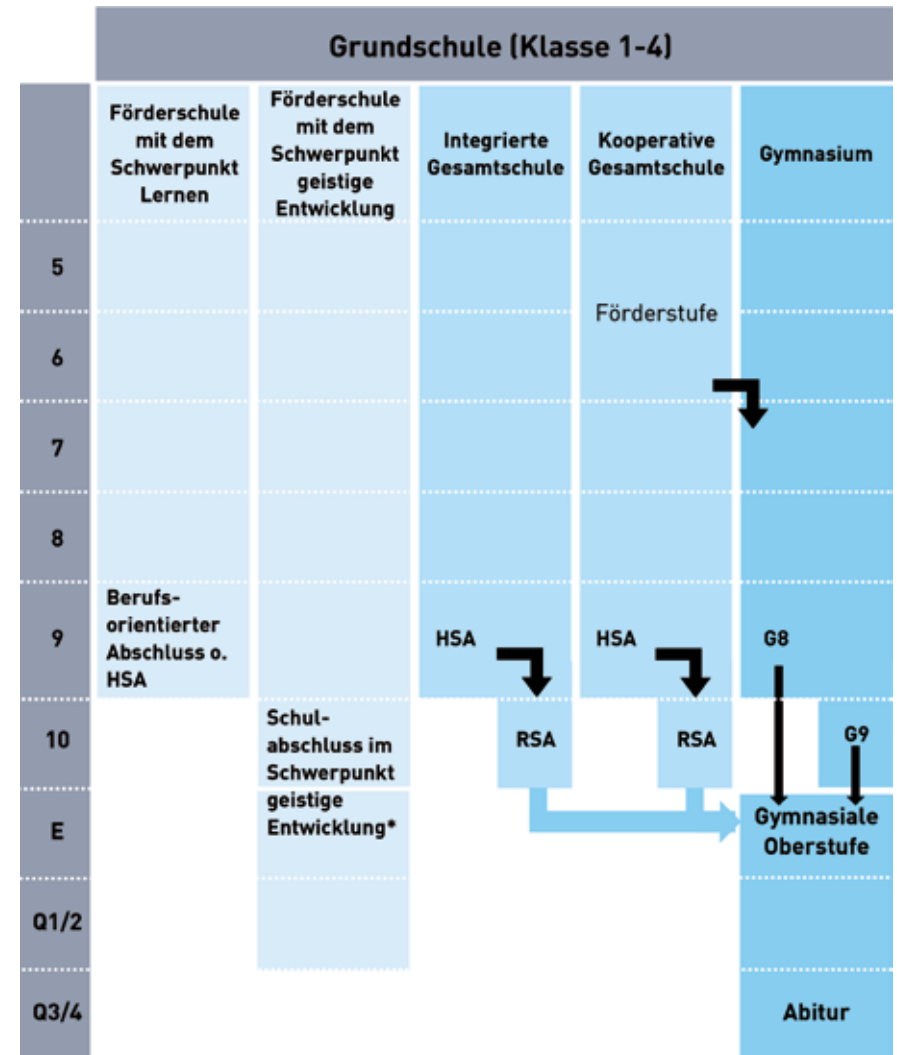 Grundschule (Klasse 1-4)
Förderschule
mit dem
Schwerpunkt
Lernen
Förderschule
mit dem
Schwerpunkt
geistige
Entwicklung
Integrierte
Gesamtschule
Kooperative
Gesamtschule
Gymnasium
5
Förderstufe
6
7
8
9
Berufs-
orientierter
Abschluss o.
HSA
HSA
HSA
G8
10
Schul-
abschluss im
Schwerpunkt
geistige
Entwicklung*
RSA
RSA
G9
E
Gymnasiale
Oberstufe
Q1/2
Q3/4
Abitur